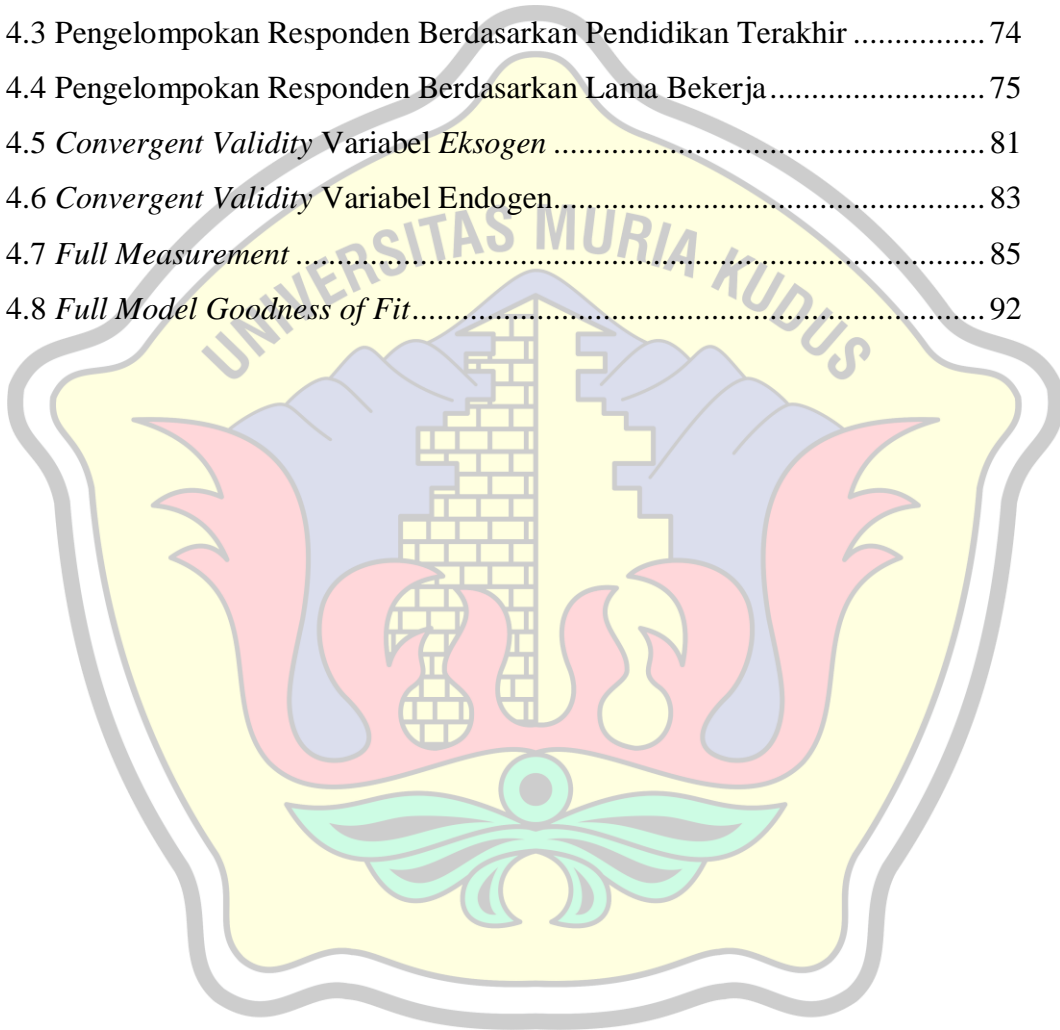 4.3 Pengelompokan Responden Berdasarkan Pendidikan Terakhir ................ 74
4.4 Pengelompokan Responden Berdasarkan Lama Bekerja.......................... 75
4.5 Convergent Validity Variabel Eksogen ..................................................... 81
4.6 Convergent Validity Variabel Endogen..................................................... 83
4.7 Full Measurement ..................................................................................... 85
4.8 Full Model Goodness of Fit....................................................................... 92
UNIVERSITAS MURIA KUDUS